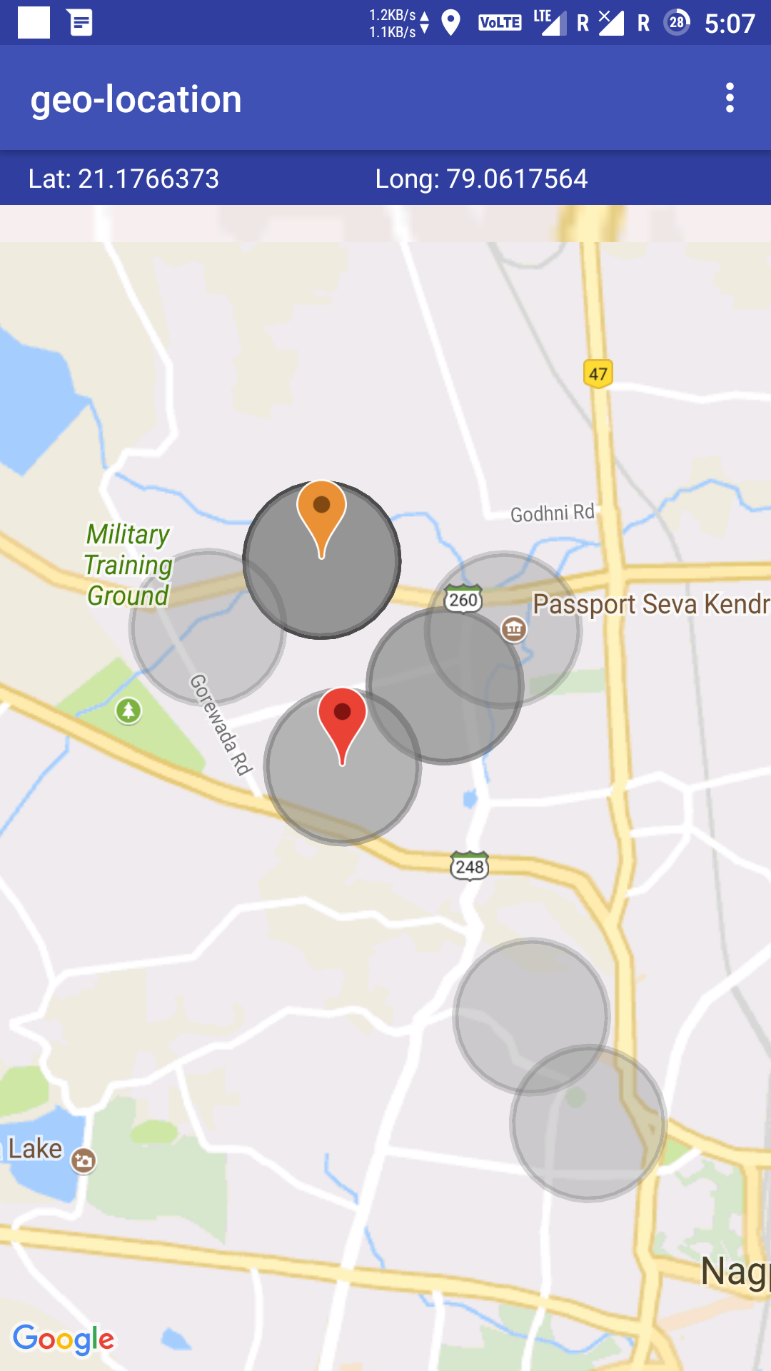 1.2KB/s
1.1KB/s
VoLTE LTE R R 28 5:07
geo-location
Lat: 21.1766373 Long: 79.0617564
47
Godhni Rd
Military
Training
Ground
260
Passport Seva Kendr
Gorewada Rd
248
Lake
Nag
Google